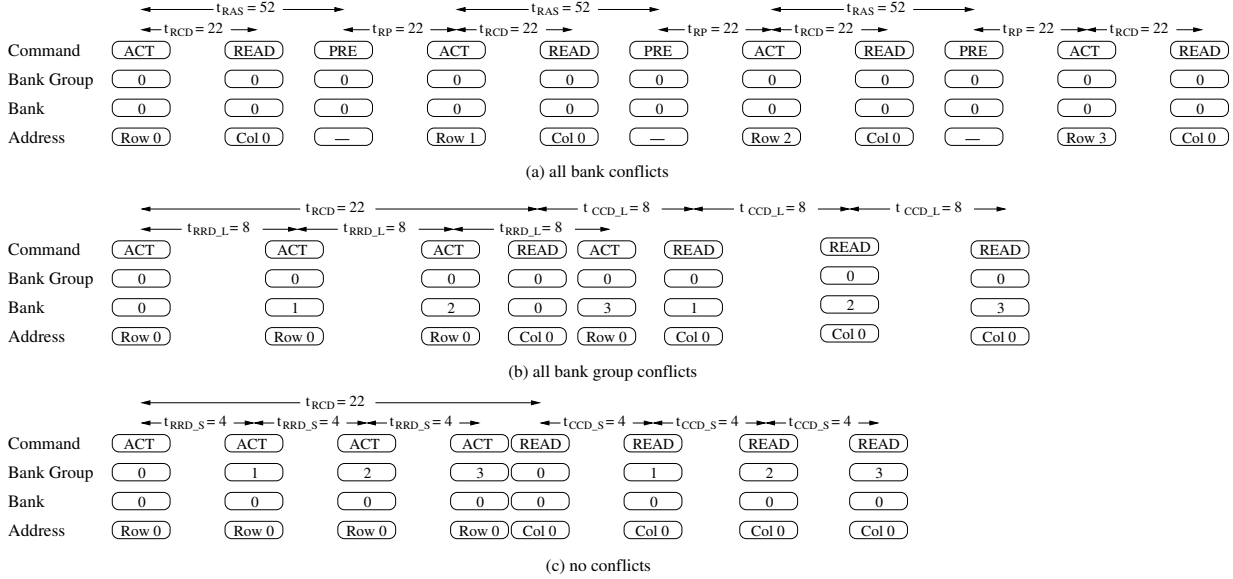 t_RAS = 52 t_RAS = 52 t_RAS = 52
t_RCD = 22 t_RP = 22 t_RCD = 22 t_RP = 22 t_RCD = 22 t_RP = 22 t_RCD = 22
Command ACT READ PRE ACT READ PRE ACT READ PRE ACT READ
Bank Group 0 0 0 0 0 0 0 0 0 0 0
Bank 0 0 0 0 0 0 0 0 0 0 0
Address Row 0 Col 0 — Row 1 Col 0 — Row 2 Col 0 — Row 3 Col 0
(a) all bank conflicts
t_RCD = 22 t_CCD_L = 8 t_CCD_L = 8 t_CCD_L = 8
t_RRD_L = 8 t_RRD_L = 8 t_RRD_L = 8
Command ACT ACT ACT READ ACT READ READ READ
Bank Group 0 0 0 0 0 0 0 0
Bank 0 1 2 0 3 1 2 3
Address Row 0 Row 0 Row 0 Col 0 Row 0 Col 0 Col 0 Col 0
(b) all bank group conflicts
t_RCD = 22
t_RRD_S = 4 t_RRD_S = 4 t_RRD_S = 4 t_CCD_S = 4 t_CCD_S = 4 t_CCD_S = 4
Command ACT ACT ACT ACT READ READ READ READ
Bank Group 0 1 2 3 0 1 2 3
Bank 0 0 0 0 0 0 0 0
Address Row 0 Row 0 Row 0 Row 0 Col 0 Col 0 Col 0 Col 0
(c) no conflicts